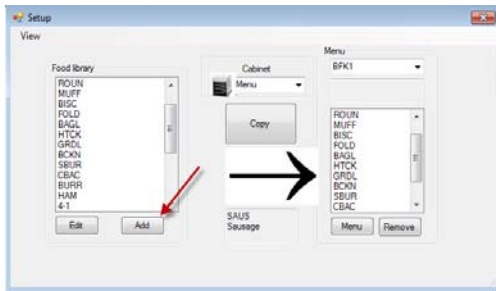 Setup
View
Food library
ROUN
MUFF
BISC
FOLD
BAGL
HTCK
GRDL
BCKN
SBUR
CBAC
BURR
HAM
4-1
Edit
Add
Cabinet
Menu
Copy
SAUS
Sausage
Menu
BFK1
ROUN
MUFF
BISC
FOLD
BAGL
HTCK
GRDL
BCKN
SBUR
CBAC
Menu
Remove